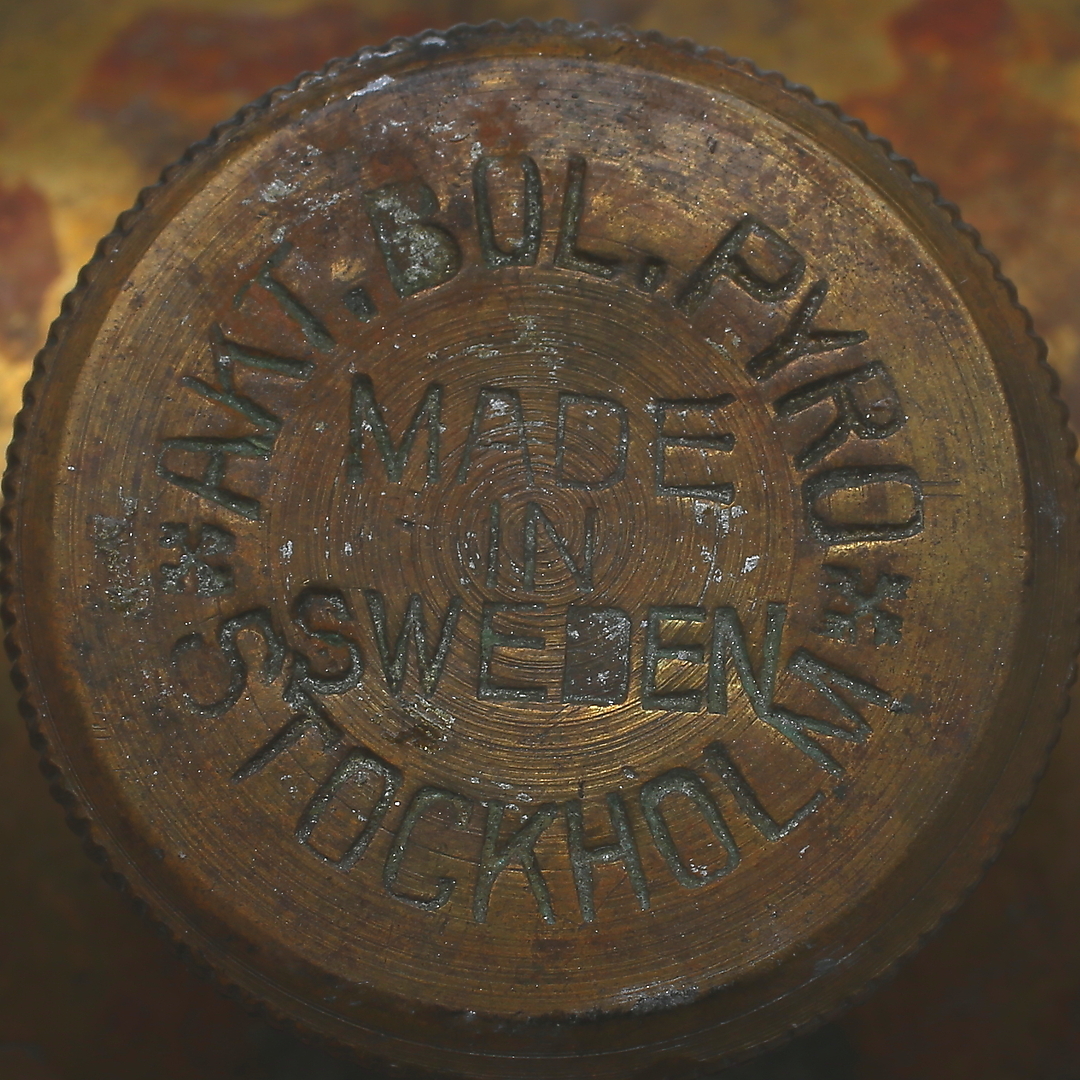 AKT. BOL. PYRO
MADE
IN
SWEDEN
* STOCKHOLM *